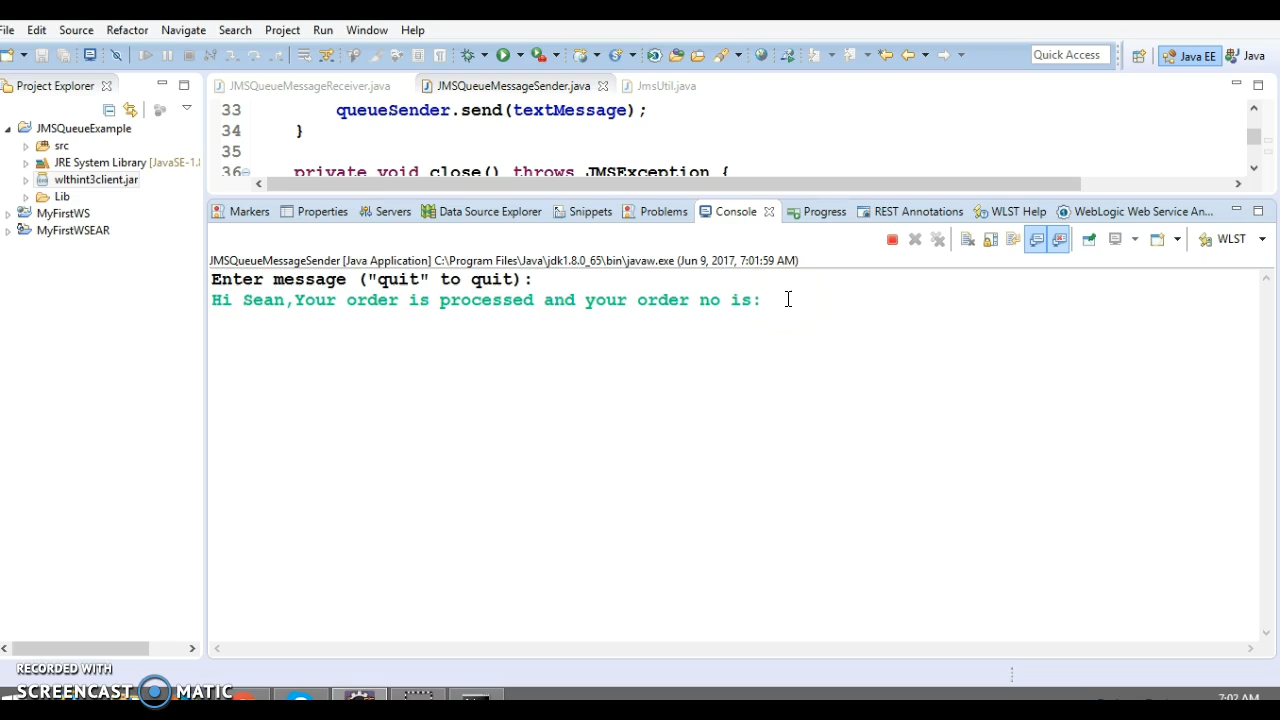 File Edit Source Refactor Navigate Search Project Run Window Help
Quick Access Java EE Java
Project Explorer
JMSQueueMessageReceiver.java JMSQueueMessageSender.java JmsUtil.java
JMSQueueExample
src
JRE System Library [JavaSE-1.8
wlthint3client.jar
Lib
MyFirstWS
MyFirstWSEAR
33 queueSender.send(textMessage);
34 }
35
36 private void close() throws JMSException {
Markers Properties Servers Data Source Explorer Snippets Problems Console Progress REST Annotations WLST Help WebLogic Web Service An...
WLST
JMSQueueMessageSender [Java Application] C:\Program Files\Java\jdk1.8.0_65\bin\javaw.exe (Jun 9, 2017, 7:01:59 AM)
Enter message ("quit" to quit):
Hi Sean,Your order is processed and your order no is:
RECORDED WITH
SCREENCAST MATIC
7:02 AM